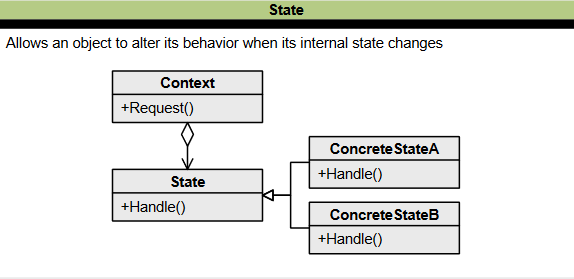 State
Allows an object to alter its behavior when its internal state changes
Context
+Request()
State
+Handle()
ConcreteStateA
+Handle()
ConcreteStateB
+Handle()